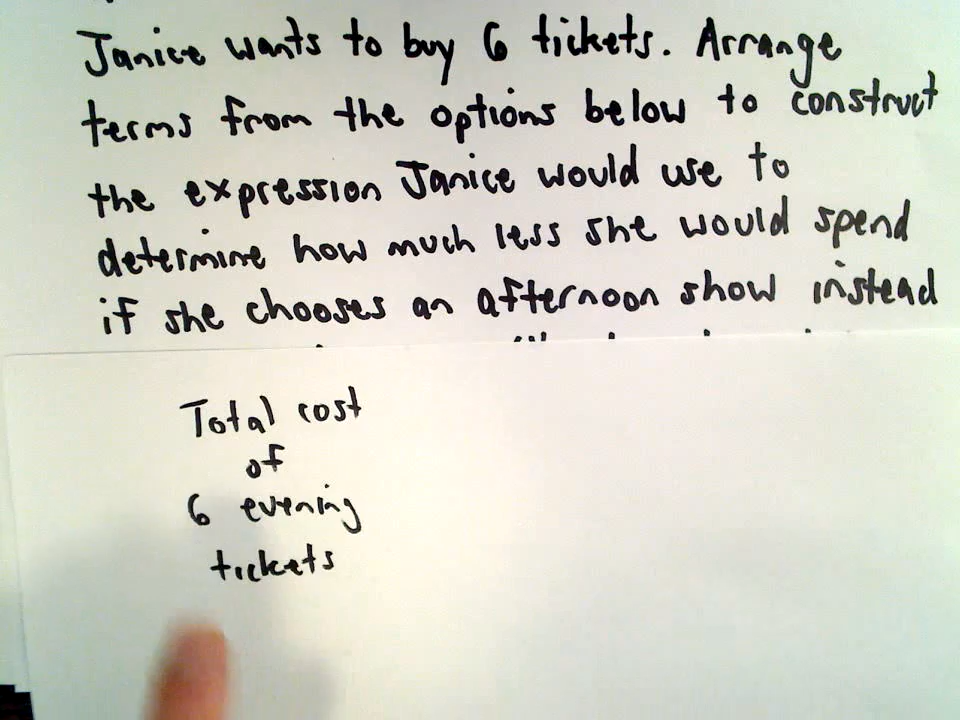 Janice wants to buy 6 tickets. Arrange
terms from the options below to construct
the expression Janice would use to
determine how much less she would spend
if she chooses an afternoon show instead
Total cost
of
6 evening
tickets